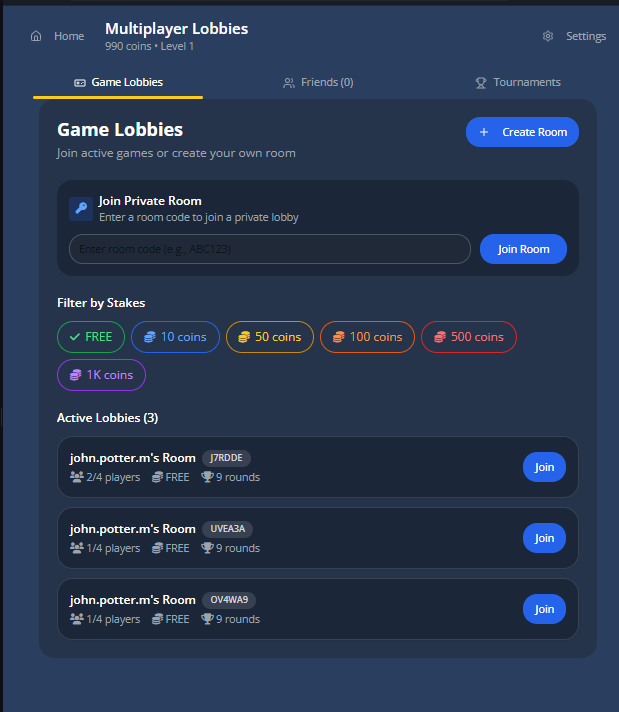 Home
Multiplayer Lobbies
990 coins • Level 1
Settings
Game Lobbies
Friends (0)
Tournaments
Game Lobbies
Join active games or create your own room
+ Create Room
Join Private Room
Enter a room code to join a private lobby
Enter room code (e.g., ABC123)
Join Room
Filter by Stakes
FREE
10 coins
50 coins
100 coins
500 coins
1K coins
Active Lobbies (3)
john.potter.m's Room J7RDDE
2/4 players FREE 9 rounds
Join
john.potter.m's Room UVEA3A
1/4 players FREE 9 rounds
Join
john.potter.m's Room OV4WA9
1/4 players FREE 9 rounds
Join